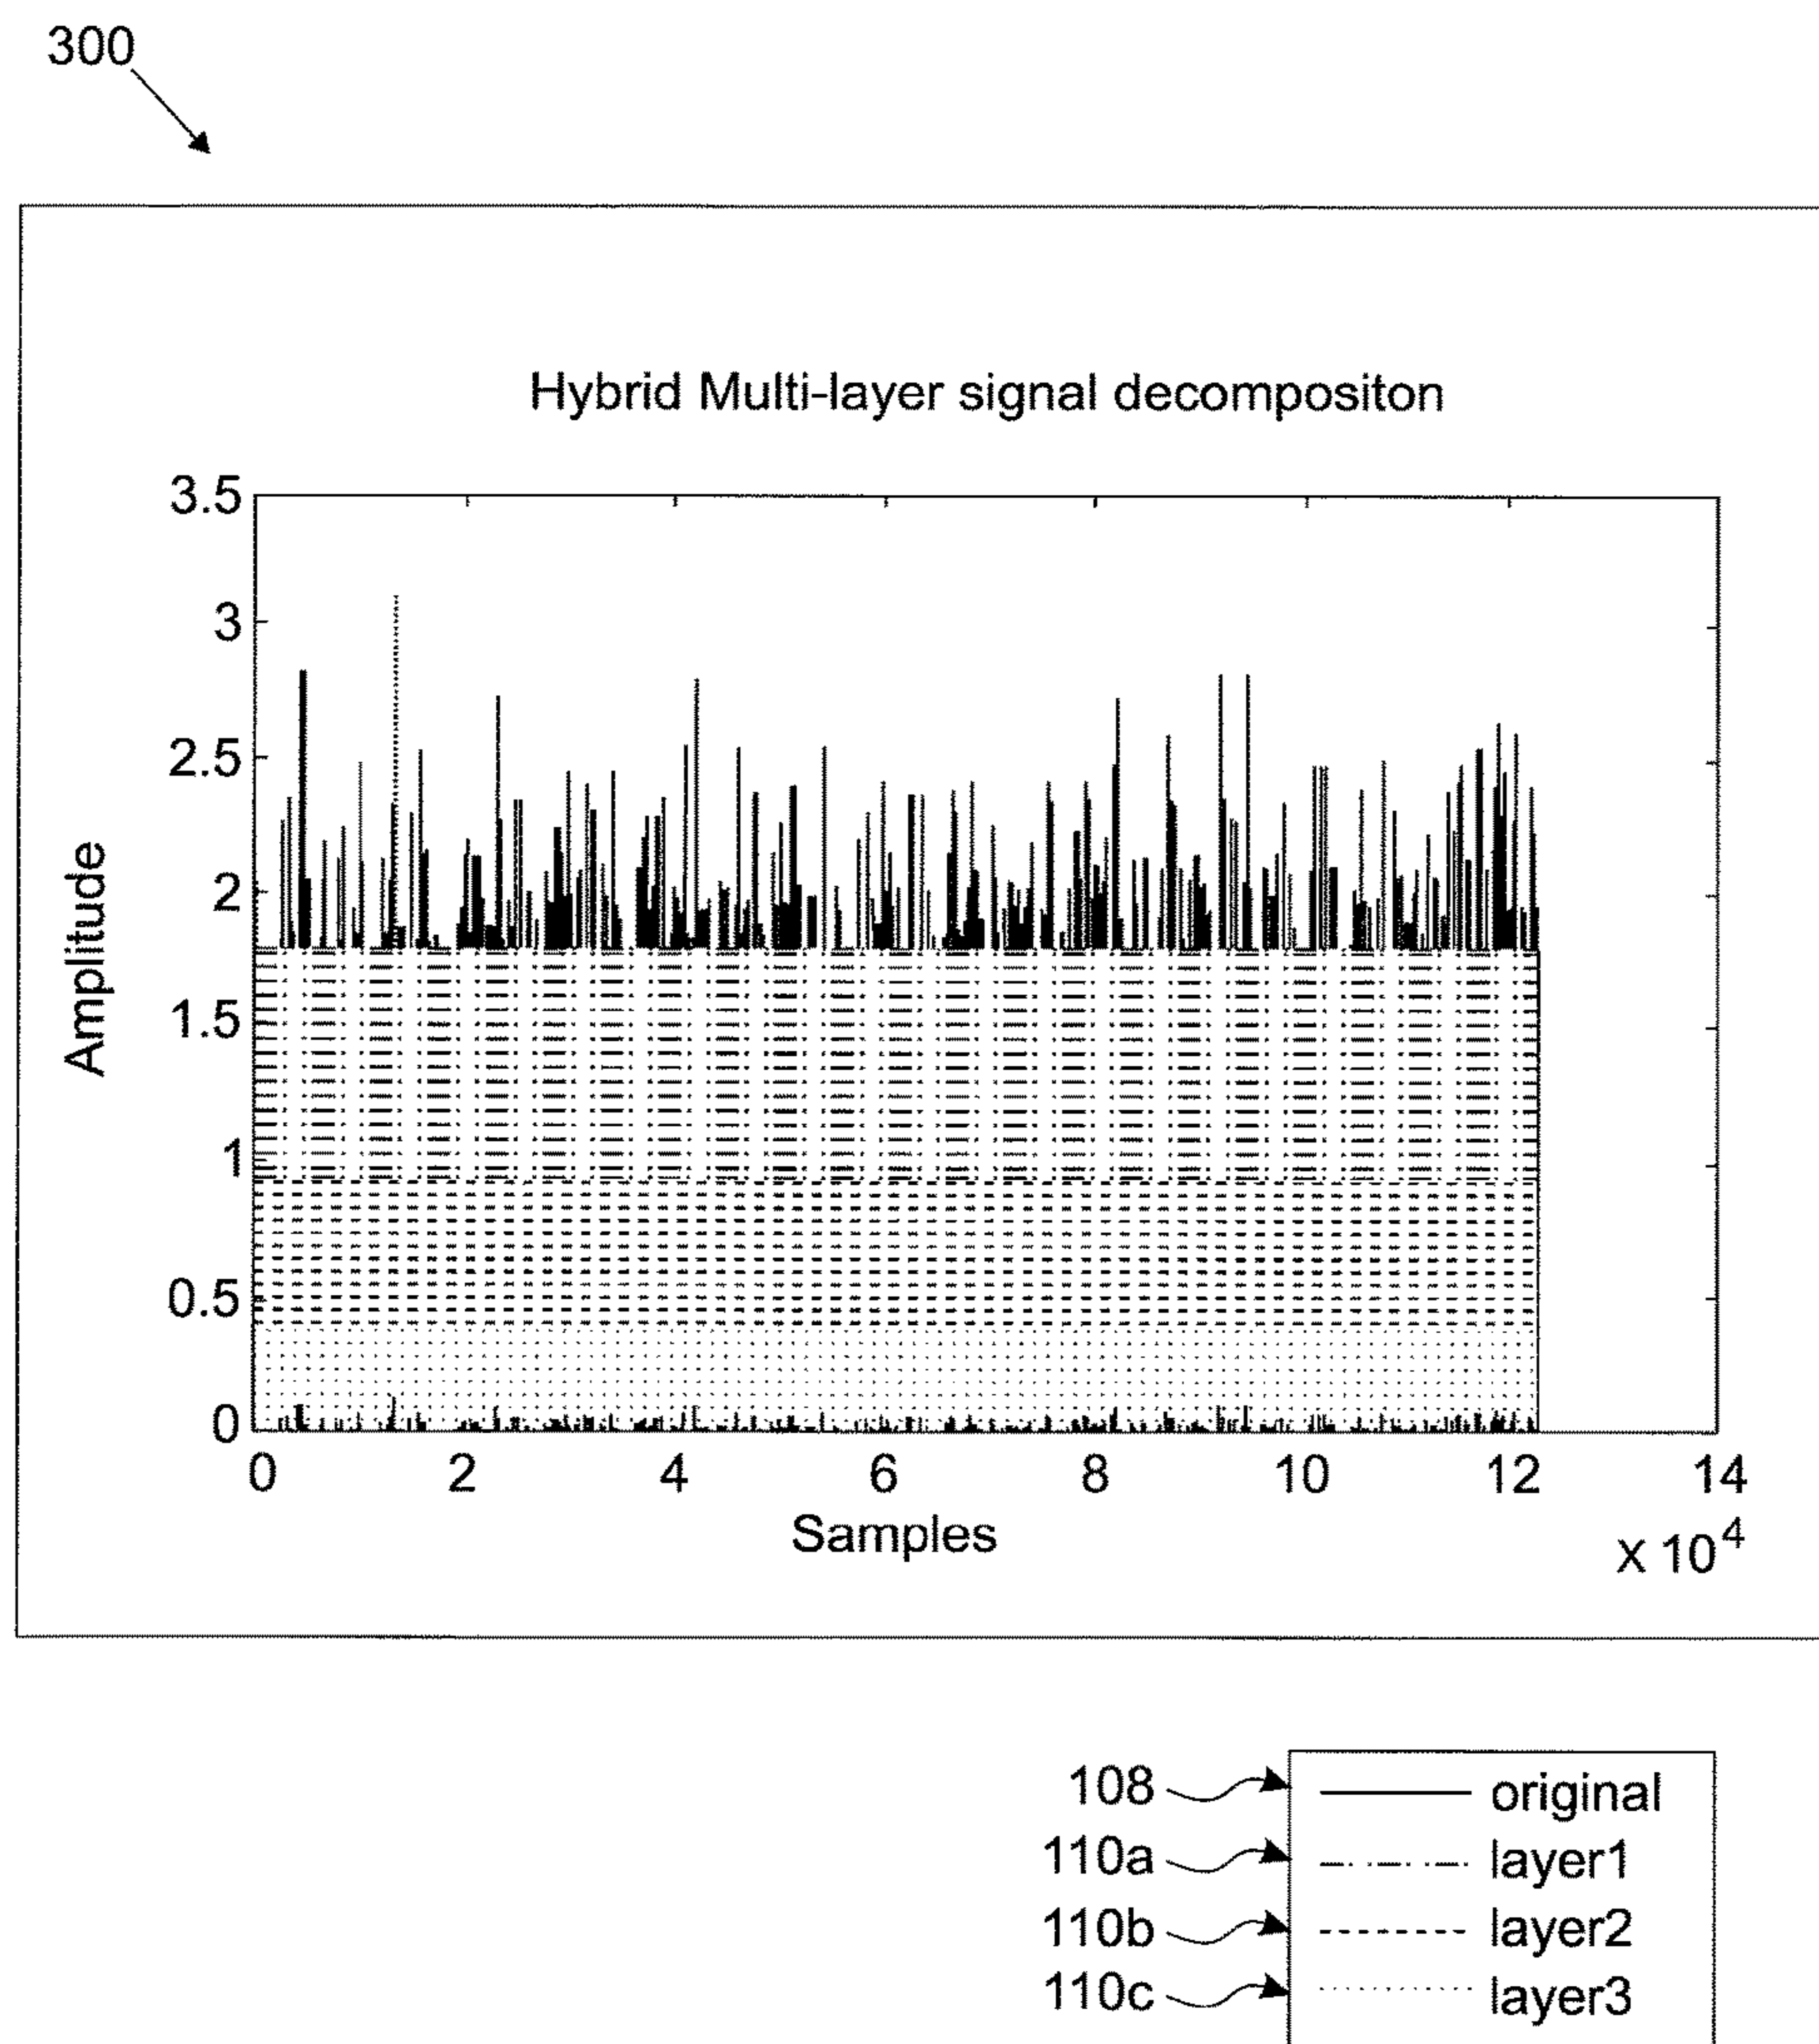 300
Hybrid Multi-layer signal decompositon
3.5
3
2.5
2
1.5
1
0.5
0
Amplitude
0 2 4 6 8 10 12 14
Samples
x 10^4
108 original
110a layer1
110b layer2
110c layer3